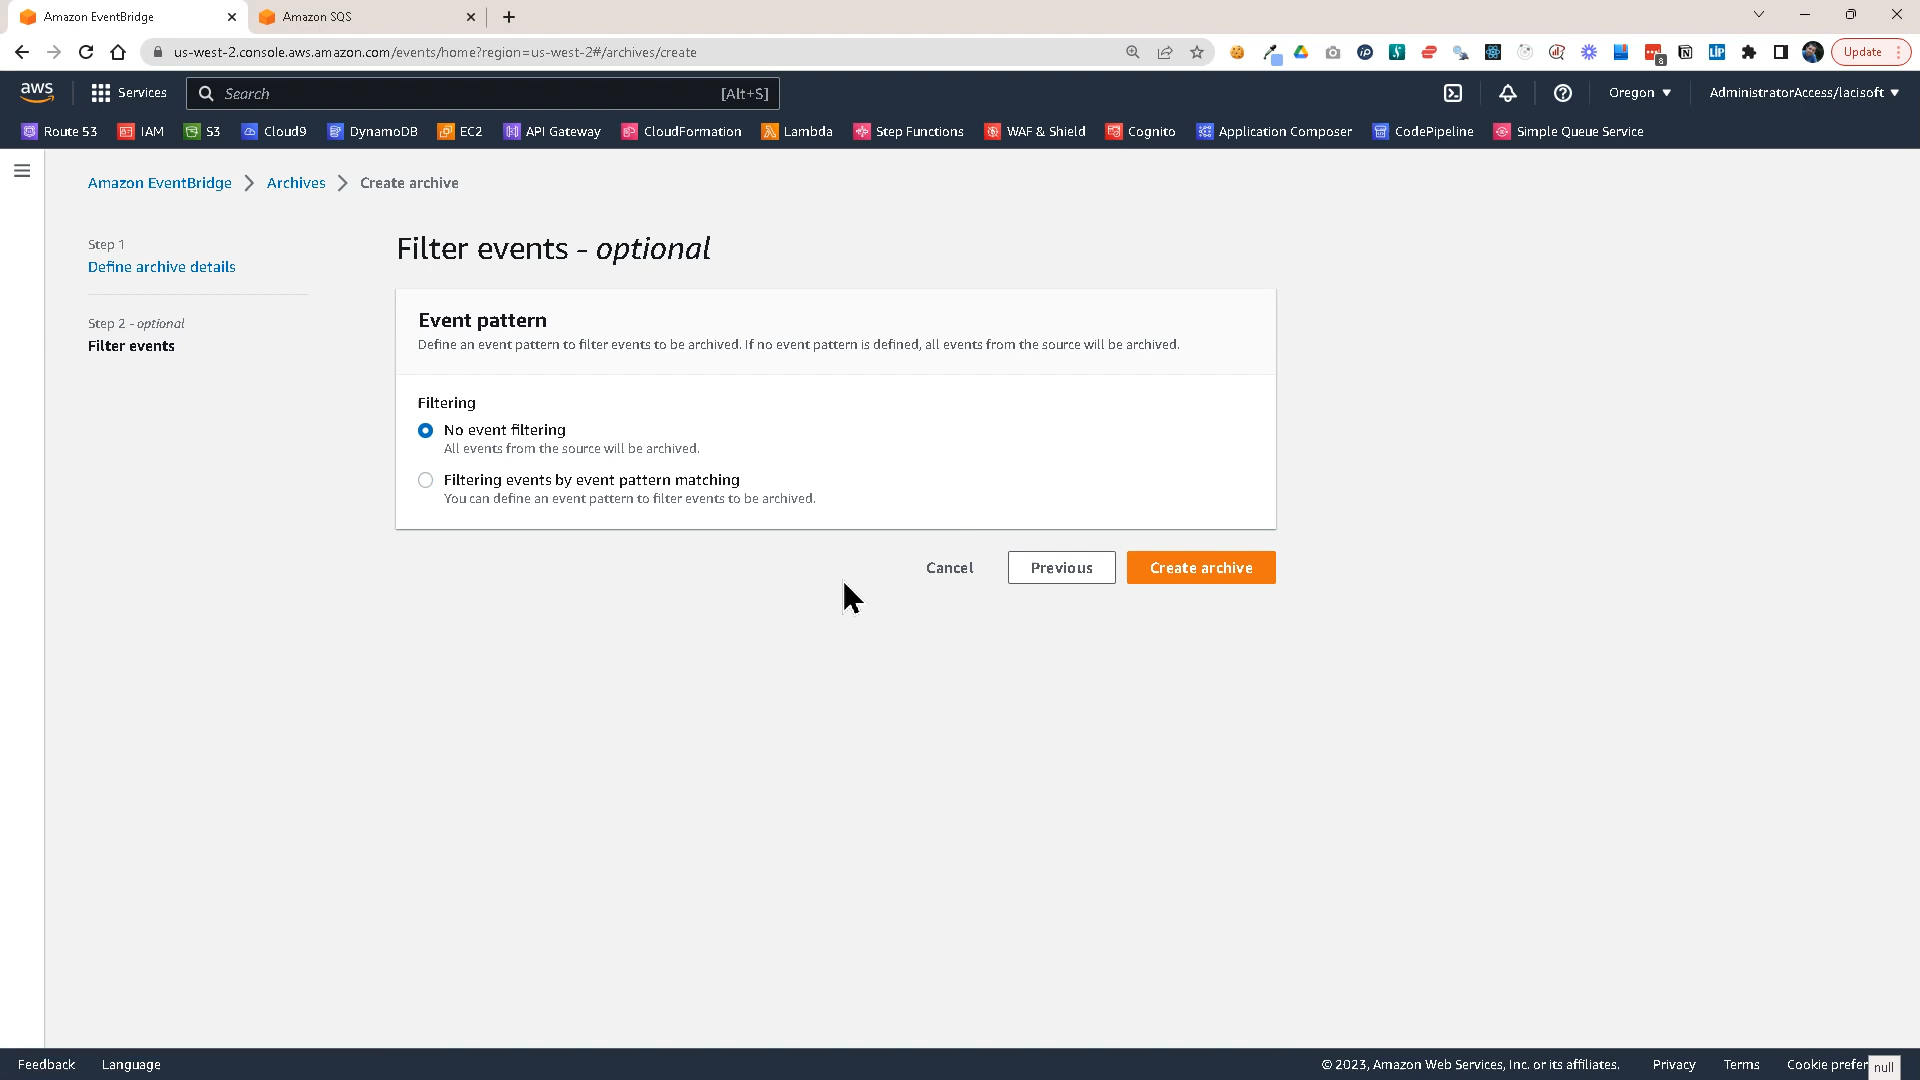 Amazon EventBridge
Amazon SQS
us-west-2.console.aws.amazon.com/events/home?region=us-west-2#/archives/create
Update
8
aws
Services
Search
[Alt+S]
Oregon
AdministratorAccess/lacisoft
Route 53
IAM
S3
Cloud9
DynamoDB
EC2
API Gateway
CloudFormation
Lambda
Step Functions
WAF & Shield
Cognito
Application Composer
CodePipeline
Simple Queue Service
Amazon EventBridge
Archives
Create archive
Step 1
Define archive details
Step 2 - optional
Filter events
Filter events - optional
Event pattern
Define an event pattern to filter events to be archived. If no event pattern is defined, all events from the source will be archived.
Filtering
No event filtering
All events from the source will be archived.
Filtering events by event pattern matching
You can define an event pattern to filter events to be archived.
Cancel
Previous
Create archive
Feedback
Language
© 2023, Amazon Web Services, Inc. or its affiliates.
Privacy
Terms
Cookie prefer
null